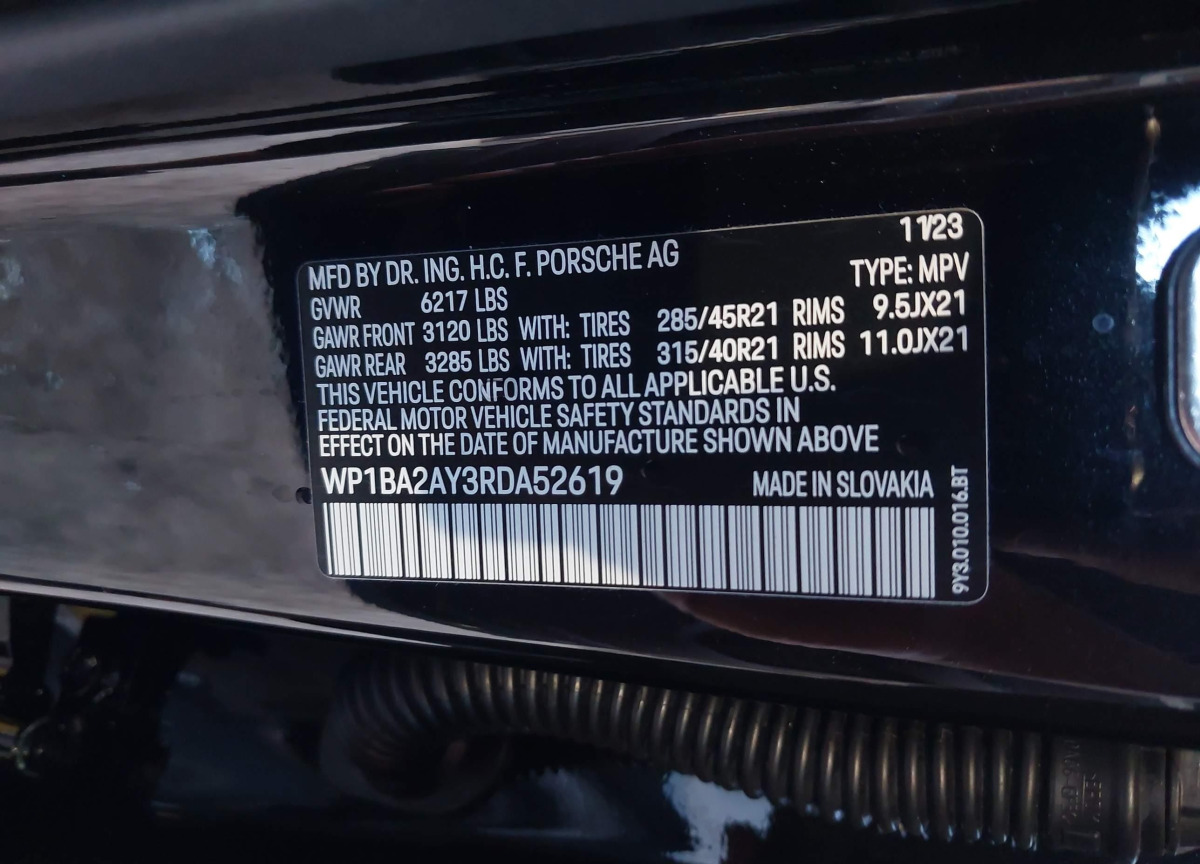 11/23
MFD BY DR. ING. H.C. F. PORSCHE AG
TYPE: MPV
GVWR 6217 LBS
GAWR FRONT 3120 LBS WITH: TIRES 285/45R21 RIMS 9.5JX21
GAWR REAR 3285 LBS WITH: TIRES 315/40R21 RIMS 11.0JX21
THIS VEHICLE CONFORMS TO ALL APPLICABLE U.S.
FEDERAL MOTOR VEHICLE SAFETY STANDARDS IN
EFFECT ON THE DATE OF MANUFACTURE SHOWN ABOVE
WP1BA2AY3RDA52619 MADE IN SLOVAKIA
9Y3.010.016.BT